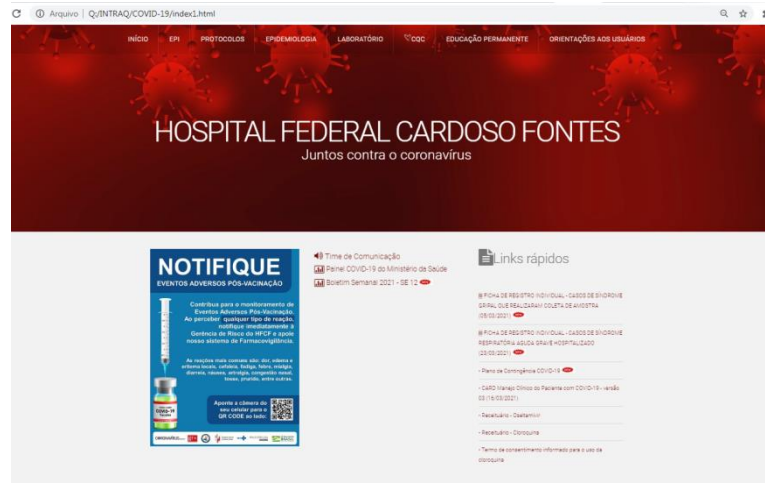 Arquivo | Q:/INTRAQ/COVID-19/index1.html
INÍCIO EPI PROTOCOLOS EPIDEMIOLOGIA LABORATÓRIO CQC EDUCAÇÃO PERMANENTE ORIENTAÇÕES AOS USUÁRIOS
HOSPITAL FEDERAL CARDOSO FONTES
Juntos contra o coronavírus
NOTIFIQUE
EVENTOS ADVERSOS PÓS-VACINAÇÃO
Contribua para o monitoramento de
Eventos Adversos Pós-Vacinação.
Ao perceber qualquer tipo de reação,
notifique imediatamente à
Gerência de Risco do HFCF e apoie
nosso sistema de Farmacovigilância.
As reações mais comuns são: dor, edema e
eritema locais, cefaleia, fadiga, febre, mialgia,
diarreia, náuseas, artralgia, congestão nasal,
tosse, prurido, entre outras.
Aponte a câmera do
seu celular para o
QR CODE ao lado:
COVID-19
Time de Comunicação
Painel COVID-19 do Ministério da Saúde
Boletim Semanal 2021 - SE 12
Links rápidos
FICHA DE REGISTRO INDIVIDUAL - CASOS DE SÍNDROME
GRIPAL QUE REALIZARAM COLETA DE AMOSTRA
(05/03/2021)
FICHA DE REGISTRO INDIVIDUAL - CASOS DE SÍNDROME
RESPIRATÓRIA AGUDA GRAVE HOSPITALIZADO
(23/03/2021)
- Plano de Contingência COVID-19
- CARD Manejo Clínico do Paciente com COVID-19 - versão
03 (16/03/2021)
- Receituário - Oseltamivir
- Receituário - Cloroquina
- Termo de consentimento informado para o uso da
cloroquina